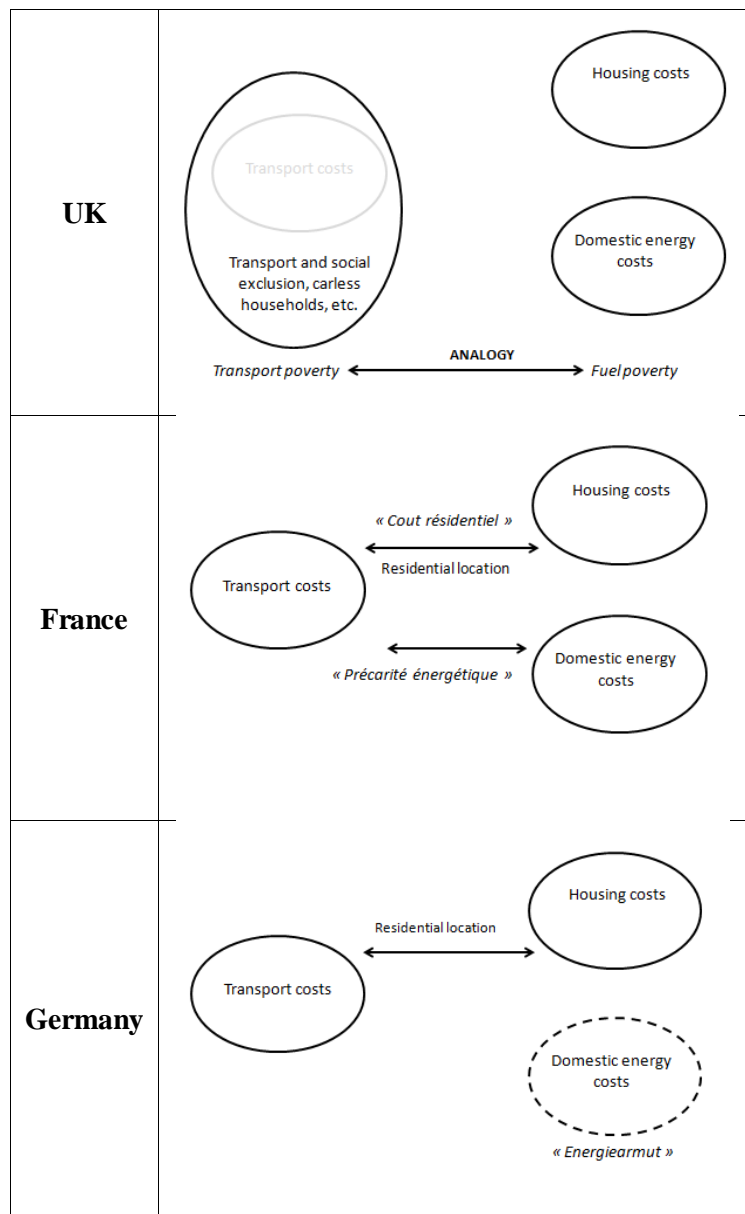 UK
Transport costs
Transport and social
exclusion, carless
households, etc.
Housing costs
Domestic energy
costs
ANALOGY
Transport poverty
Fuel poverty
France
Transport costs
« Cout résidentiel »
Residential location
« Précarité énergétique »
Housing costs
Domestic energy
costs
Germany
Transport costs
Residential location
Housing costs
Domestic energy
costs
« Energiearmut »